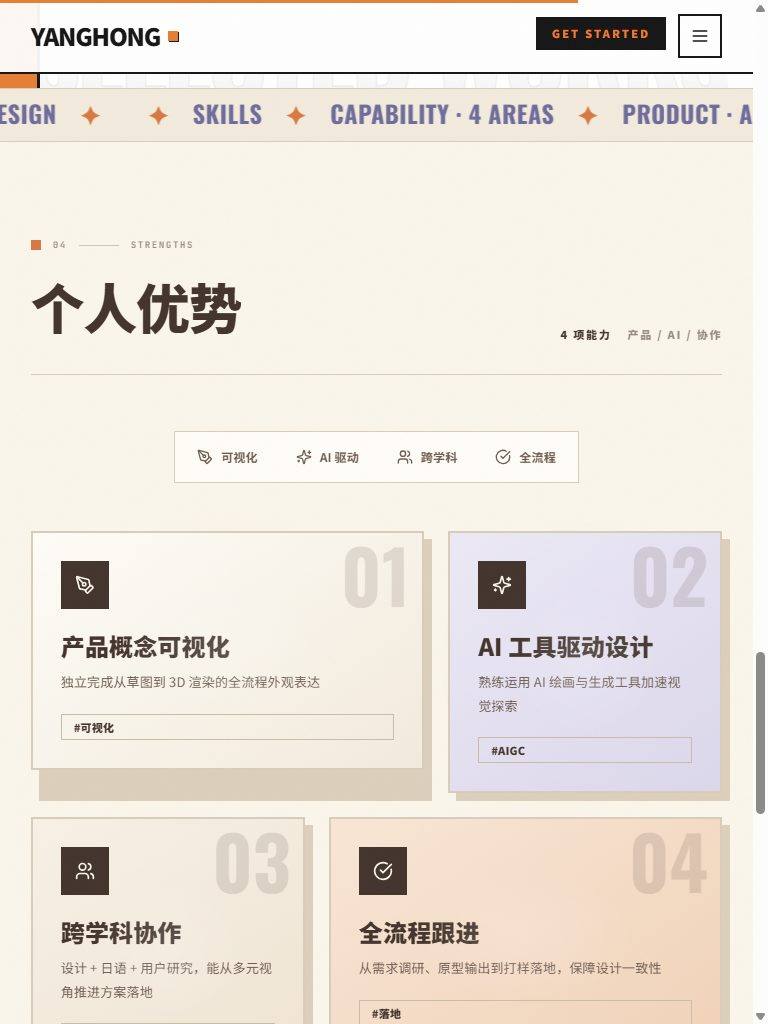 YANGHONG
GET STARTED
ESIGN ✦ ✦ SKILLS ✦ CAPABILITY · 4 AREAS ✦ PRODUCT · A
04 STRENGTHS
个人优势
4 项能力 产品 / AI / 协作
可视化 AI 驱动 跨学科 全流程
01
产品概念可视化
独立完成从草图到 3D 渲染的全流程外观表达
#可视化
02
AI 工具驱动设计
熟练运用 AI 绘画与生成工具加速视
觉探索
#AIGC
03
跨学科协作
设计 + 日语 + 用户研究，能从多元视
角推进方案落地
04
全流程跟进
从需求调研、原型输出到打样落地，保障设计一致性
#落地